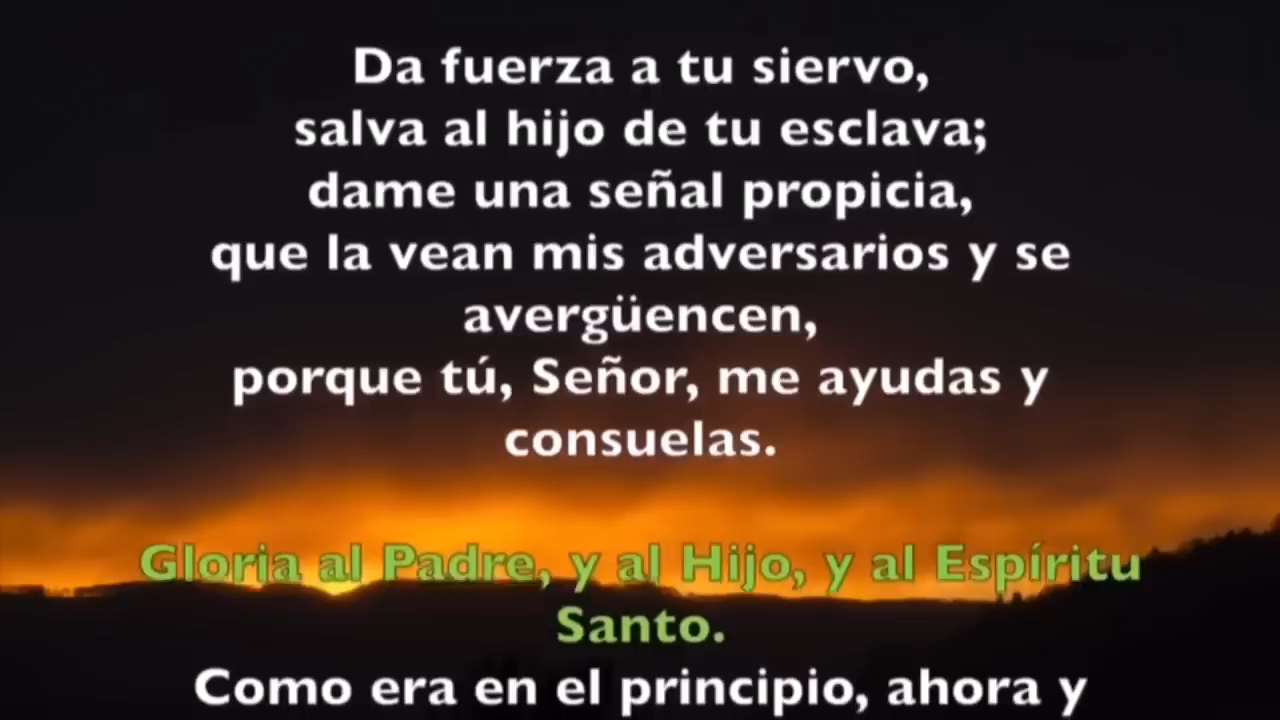 Da fuerza a tu siervo,
salva al hijo de tu esclava;
dame una señal propicia,
que la vean mis adversarios y se
avergüencen,
porque tú, Señor, me ayudas y
consuelas.
Gloria al Padre, y al Hijo, y al Espíritu
Santo.
Como era en el principio, ahora y